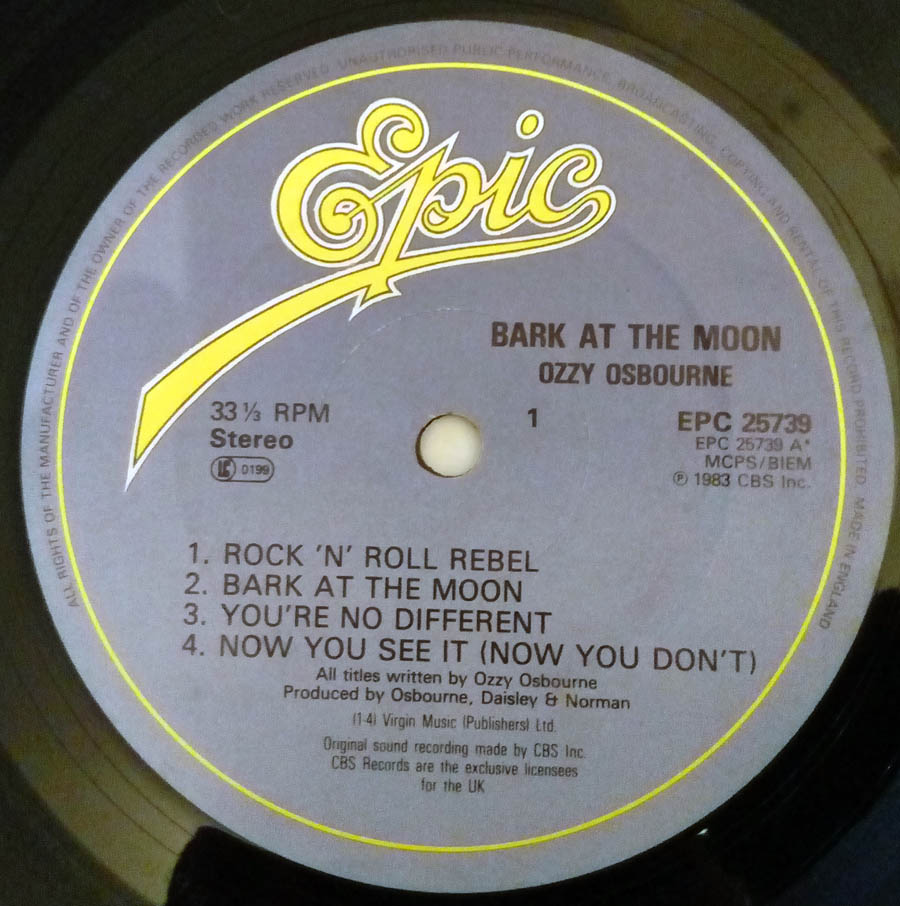 ALL RIGHTS OF THE MANUFACTURER AND OF THE OWNER OF THE RECORDED WORK RESERVED. UNAUTHORISED PUBLIC PERFORMANCE, BROADCASTING, COPYING AND RENTAL OF THIS RECORD PROHIBITED. MADE IN ENGLAND
Epic
BARK AT THE MOON
OZZY OSBOURNE
33 ⅓ RPM
Stereo
LC 0199
1
EPC 25739
EPC 25739 A*
MCPS/BIEM
℗ 1983 CBS Inc.
1. ROCK 'N' ROLL REBEL
2. BARK AT THE MOON
3. YOU'RE NO DIFFERENT
4. NOW YOU SEE IT (NOW YOU DON'T)
All titles written by Ozzy Osbourne
Produced by Osbourne, Daisley & Norman
(1-4) Virgin Music (Publishers) Ltd.
Original sound recording made by CBS Inc.
CBS Records are the exclusive licensees
for the UK